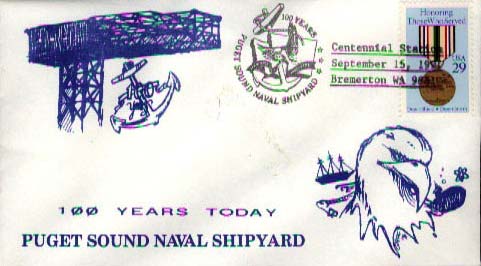 100 YEARS
PUGET SOUND NAVAL SHIPYARD
Centennial Station
September 15, 
Bremerton WA
Honoring
Those Who Served
USA
29
100 YEARS TODAY
PUGET SOUND NAVAL SHIPYARD